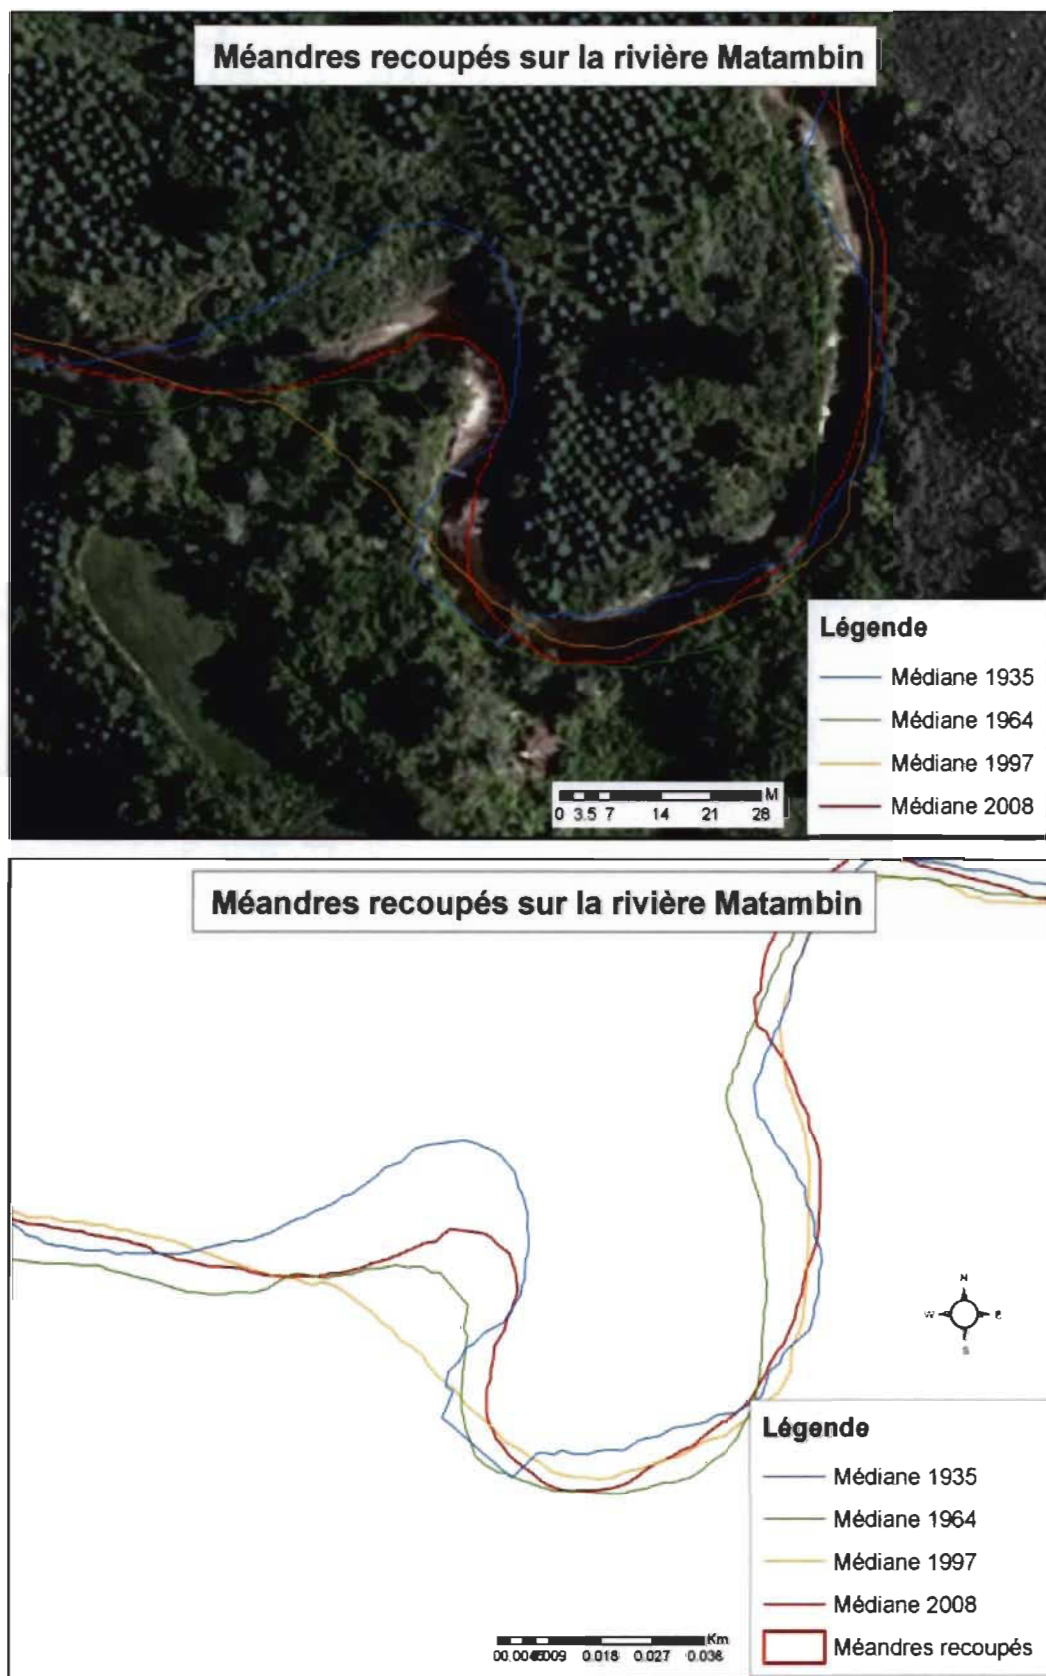 Méandres recoupés sur la rivière Matambin
Légende
Médiane 1935
Médiane 1964
Médiane 1997
Médiane 2008
M
0 3.5 7 14 21 28
Méandres recoupés sur la rivière Matambin
N
W E
S
Légende
Médiane 1935
Médiane 1964
Médiane 1997
Médiane 2008
Méandres recoupés
Km
0.018 0.027 0.036